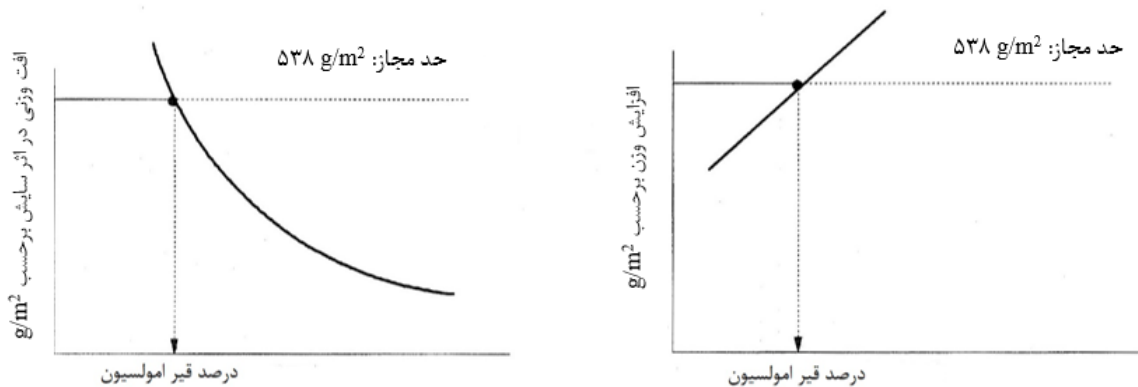 حد مجاز: ۵۳۸ g/m²
افت وزنی در اثر سایش برحسب g/m²
درصد قیر امولسیون
حد مجاز: ۵۳۸ g/m²
افزایش وزن برحسب g/m²
درصد قیر امولسیون